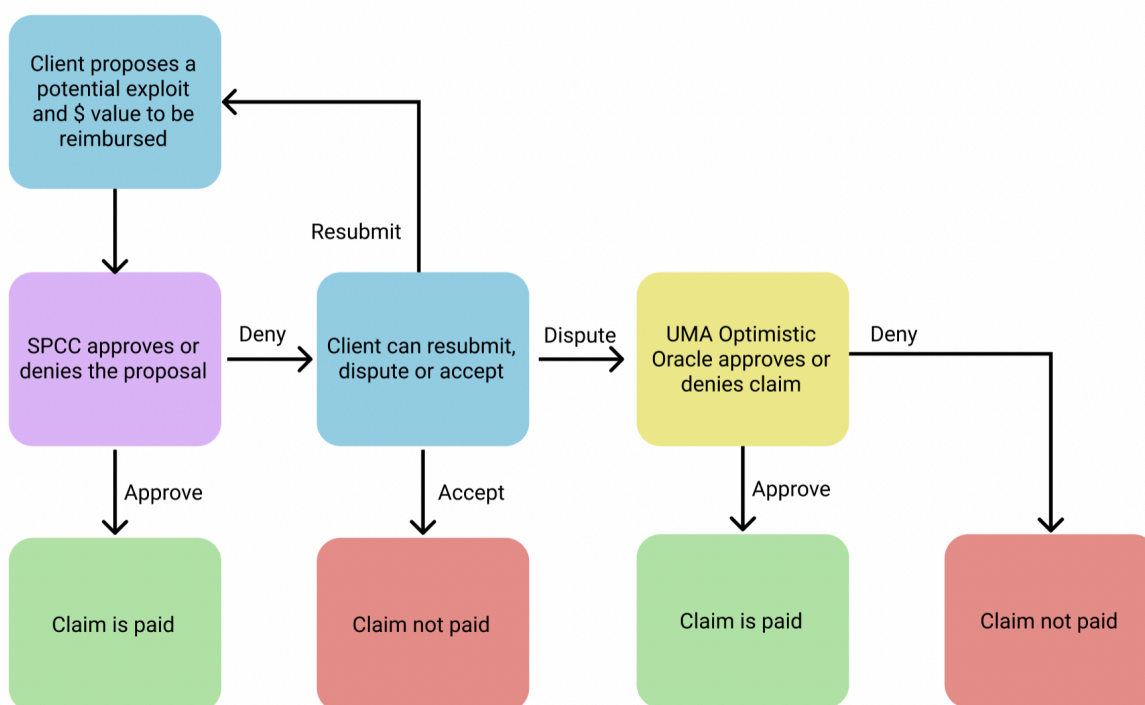 Client proposes a
potential exploit
and $ value to be
reimbursed
Resubmit
SPCC approves or
denies the proposal
Deny
Client can resubmit,
dispute or accept
Dispute
UMA Optimistic
Oracle approves or
denies claim
Deny
Approve
Accept
Approve
Claim is paid
Claim not paid
Claim is paid
Claim not paid